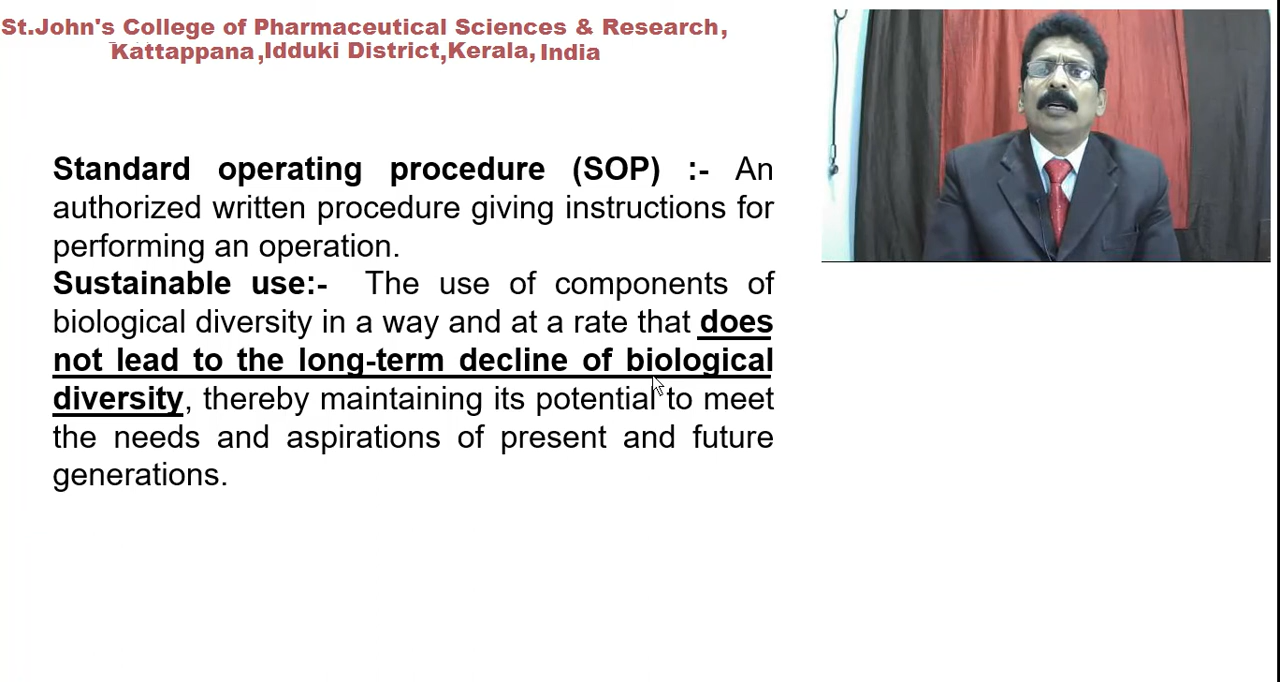 St.John's College of Pharmaceutical Sciences & Research,
Kattappana,Idduki District,Kerala, India
Standard operating procedure (SOP) :- An
authorized written procedure giving instructions for
performing an operation.
Sustainable use:- The use of components of
biological diversity in a way and at a rate that does
not lead to the long-term decline of biological
diversity, thereby maintaining its potential to meet
the needs and aspirations of present and future
generations.